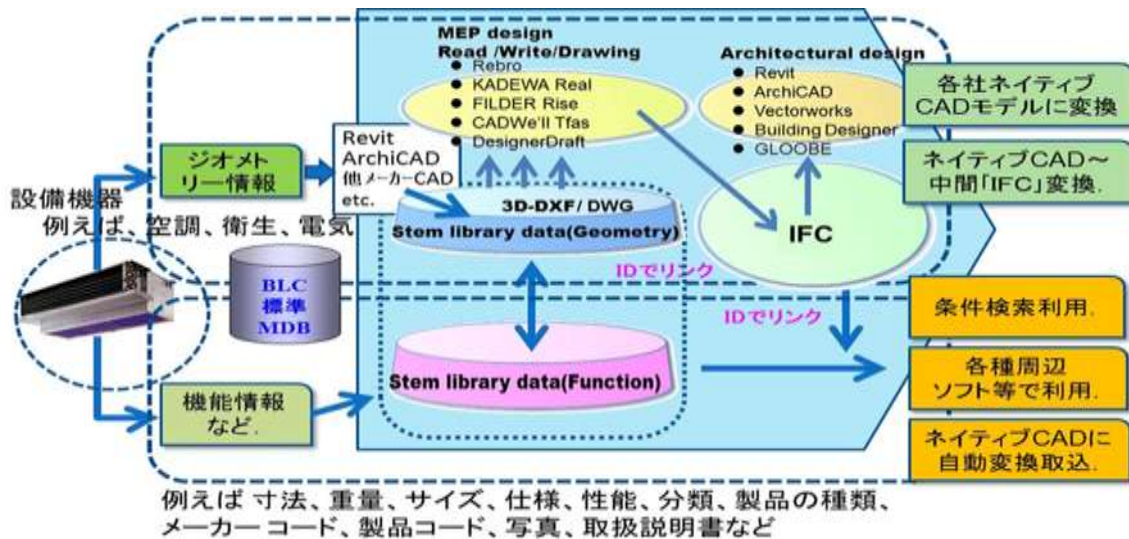 MEP design
Read /Write/Drawing
● Rebro
● KADEWA Real
● FILDER Rise
● CADWe'll Tfas
● DesignerDraft
Architectural design
● Revit
● ArchiCAD
● Vectorworks
● Building Designer
● GLOOBE
各社ネイティブ
CADモデルに変換
ネイティブCAD～
中間「IFC」変換.
ジオメト
リー情報
Revit
ArchiCAD
他メーカーCAD
etc.
設備機器
例えば、空調、衛生、電気
3D-DXF/ DWG
Stem library data(Geometry)
IFC
IDでリンク
BLC
標準
MDB
IDでリンク
条件検索利用.
Stem library data(Function)
各種周辺
ソフト等で利用.
機能情報
など.
ネイティブCADに
自動変換取込.
例えば 寸法、重量、サイズ、仕様、性能、分類、製品の種類、
メーカーコード、製品コード、写真、取扱説明書など